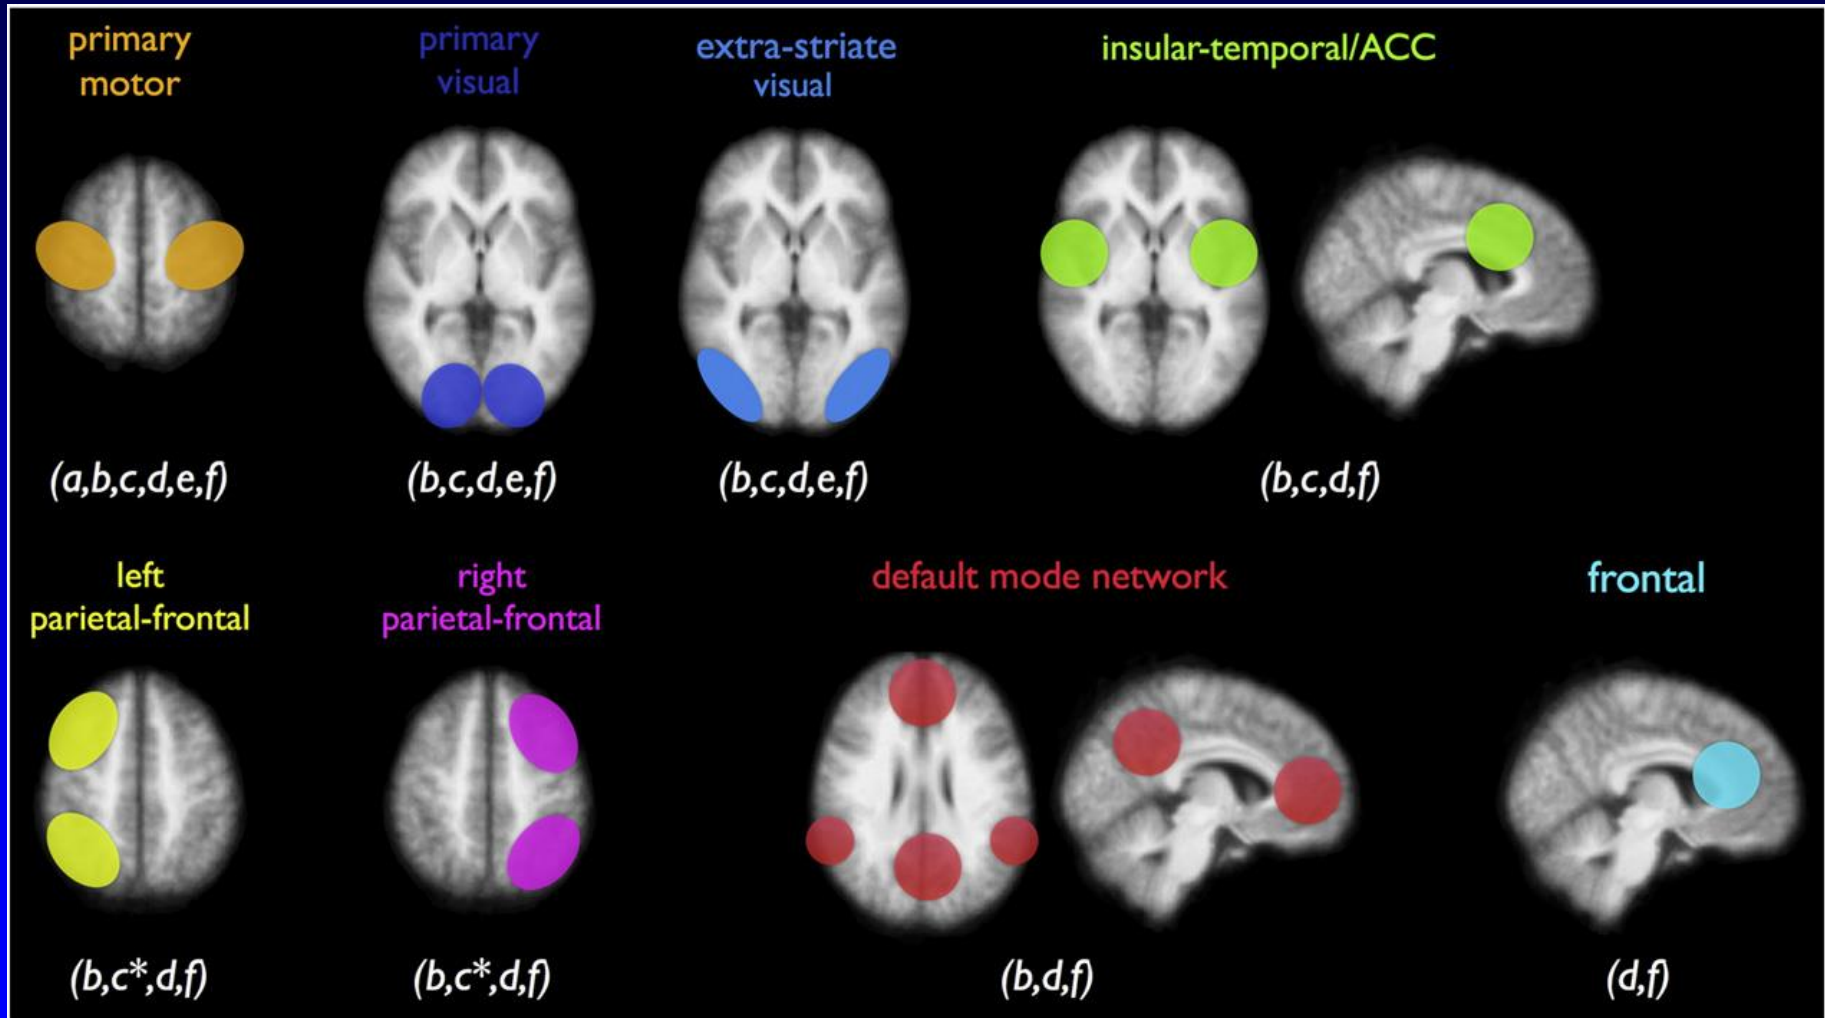 primary
motor
primary
visual
extra-striate
visual
insular-temporal/ACC
(a,b,c,d,e,f)
(b,c,d,e,f)
(b,c,d,e,f)
(b,c,d,f)
left
parietal-frontal
right
parietal-frontal
default mode network
frontal
(b,c*,d,f)
(b,c*,d,f)
(b,d,f)
(d,f)